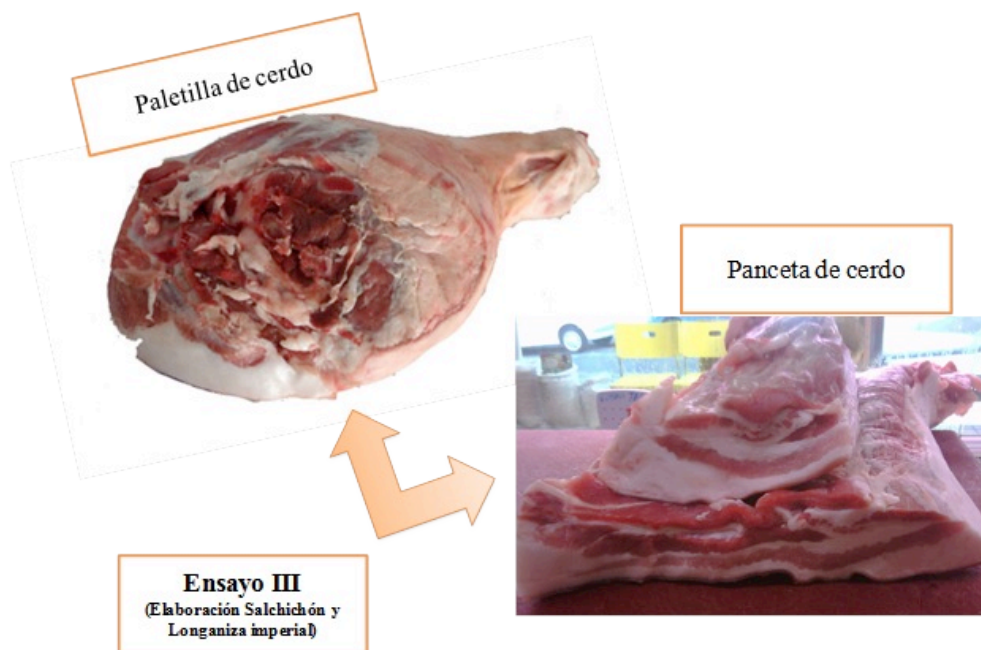 Paletilla de cerdo
Panceta de cerdo
Ensayo III
(Elaboración Salchichón y
Longaniza imperial)